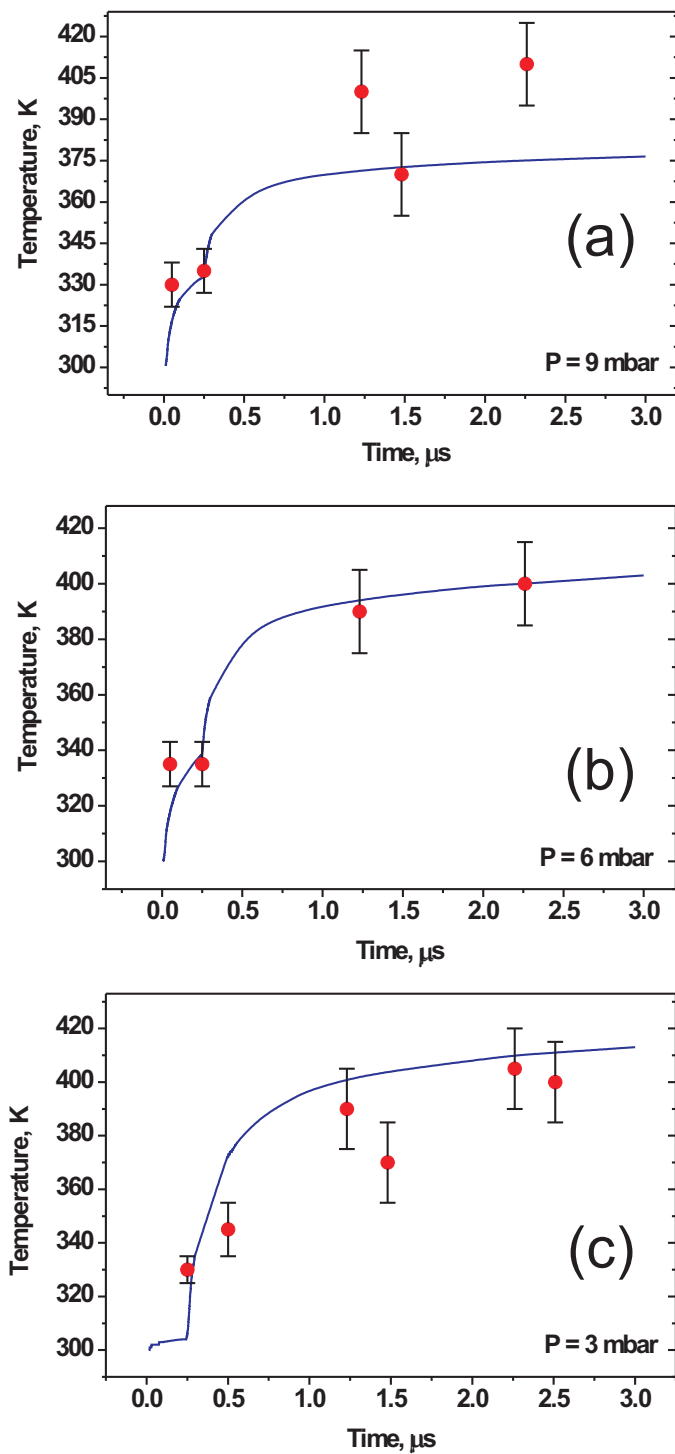 420
405
390
375
360
345
330
315
300
Temperature, K
(a)
P = 9 mbar
0.0 0.5 1.0 1.5 2.0 2.5 3.0
Time, μs
420
400
380
360
340
320
300
Temperature, K
(b)
P = 6 mbar
0.0 0.5 1.0 1.5 2.0 2.5 3.0
Time, μs
420
400
380
360
340
320
300
Temperature, K
(c)
P = 3 mbar
0.0 0.5 1.0 1.5 2.0 2.5 3.0
Time, μs